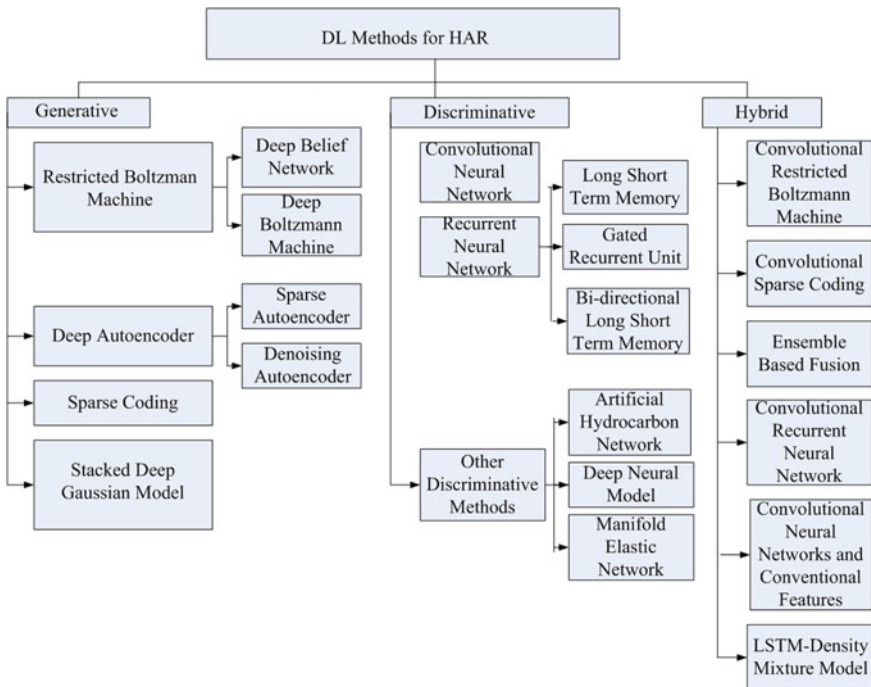 DL Methods for HAR
Generative
Restricted Boltzman
Machine
Deep Belief
Network
Deep
Boltzmann
Machine
Deep Autoencoder
Sparse
Autoencoder
Denoising
Autoencoder
Sparse Coding
Stacked Deep
Gaussian Model
Discriminative
Convolutional
Neural
Network
Recurrent
Neural
Network
Long Short
Term Memory
Gated
Recurrent Unit
Bi-directional
Long Short
Term Memory
Other
Discriminative
Methods
Artificial
Hydrocarbon
Network
Deep Neural
Model
Manifold
Elastic
Network
Hybrid
Convolutional
Restricted
Boltzmann
Machine
Convolutional
Sparse Coding
Ensemble
Based Fusion
Convolutional
Recurrent
Neural
Network
Convolutional
Neural
Networks and
Conventional
Features
LSTM-Density
Mixture Model